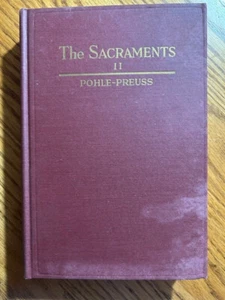 The SACRAMENTS
II
POHLE-PREUSS